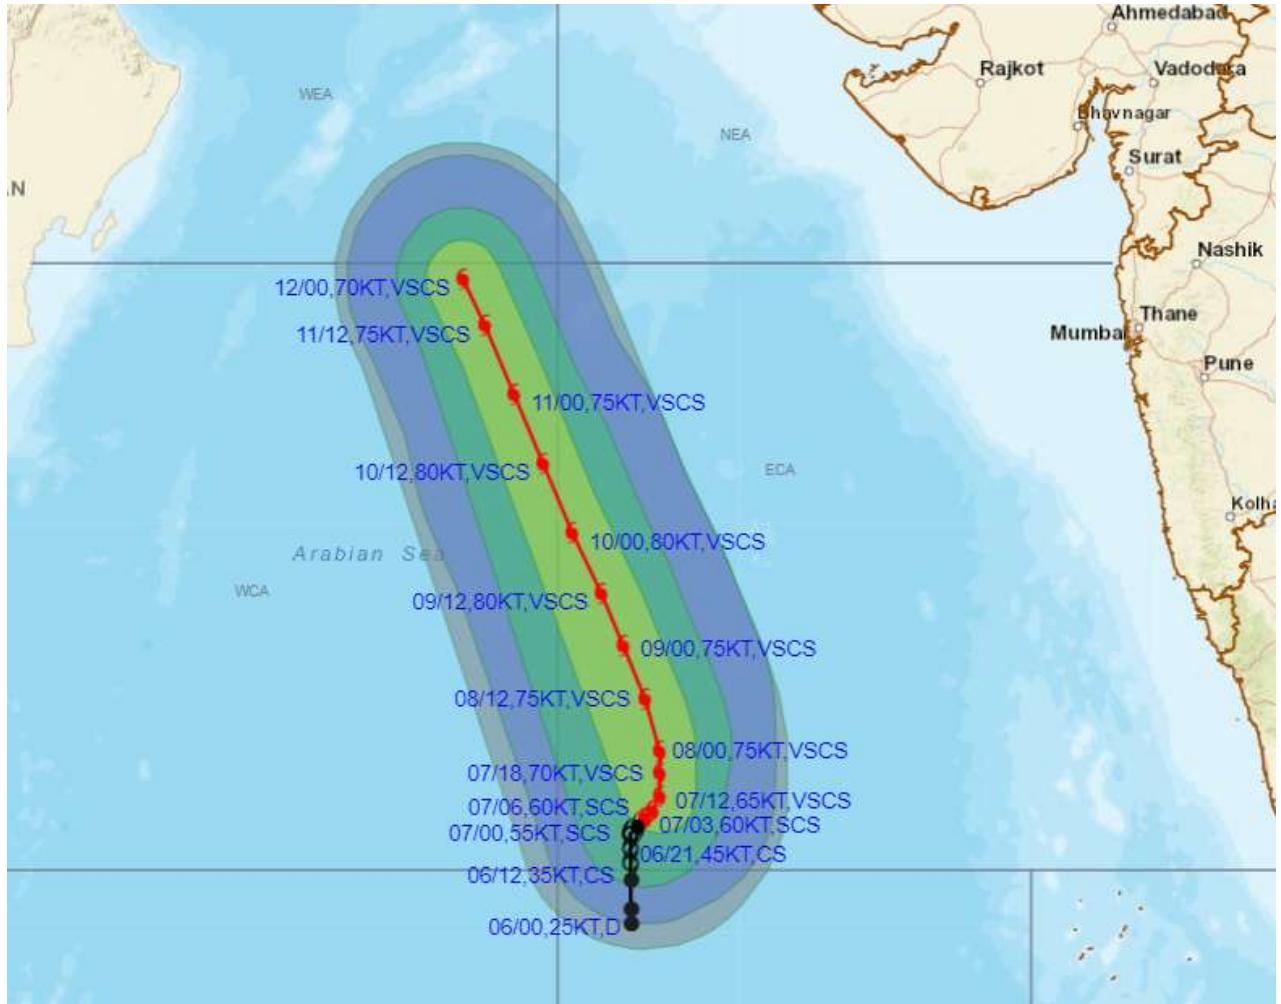 Ahmedabad
Rajkot
Vadodara
WEA
Bhavnagar
NEA
Surat
AN
Nashik
12/00,70KT,VSCS
Thane
11/12,75KT,VSCS
Mumbai
Pune
11/00,75KT,VSCS
10/12,80KT,VSCS
ECA
Kolha
10/00,80KT,VSCS
Arabian Sea
WCA
09/12,80KT,VSCS
09/00,75KT,VSCS
08/12,75KT,VSCS
08/00,75KT,VSCS
07/18,70KT,VSCS
07/12,65KT,VSCS
07/06,60KT,SCS
07/03,60KT,SCS
07/00,55KT,SCS
06/21,45KT,CS
06/12,35KT,CS
06/00,25KT,D